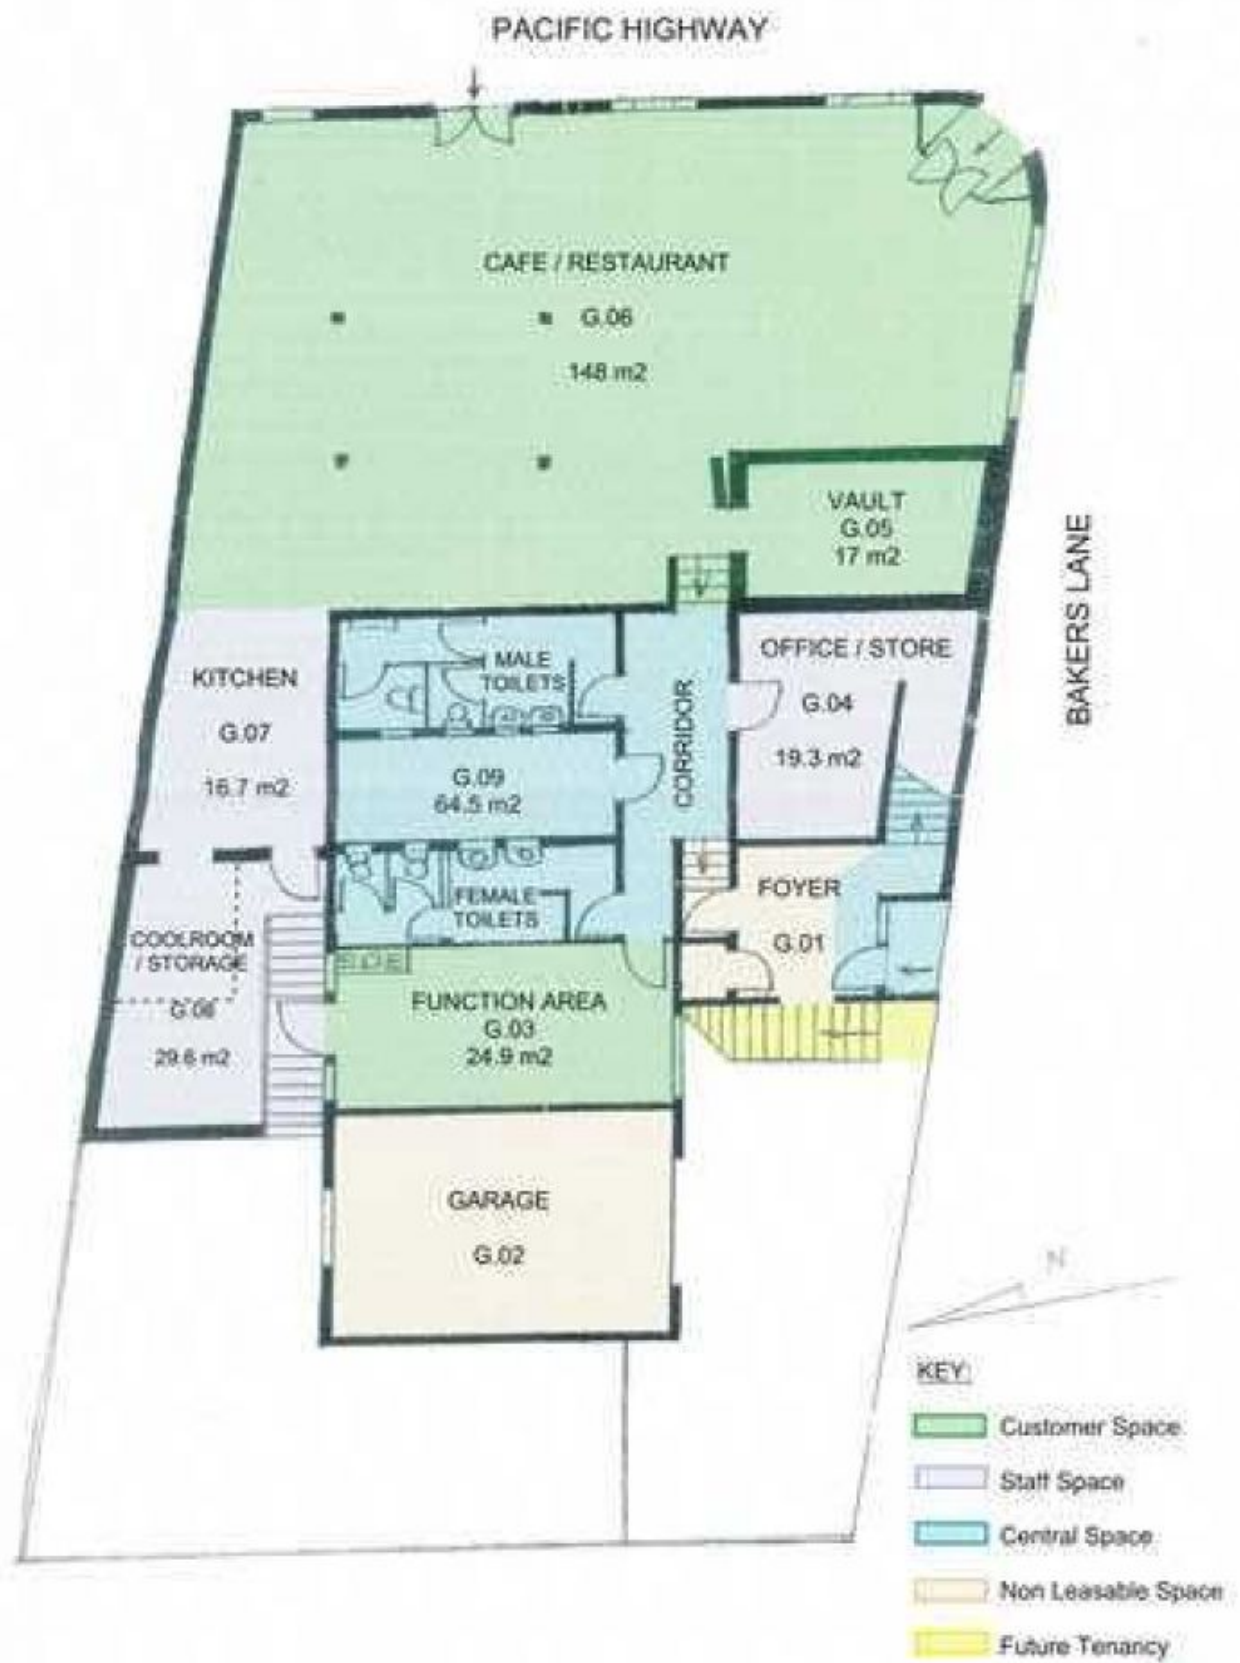 PACIFIC HIGHWAY
CAFE / RESTAURANT
G.06
148 m2
VAULT
G.05
17 m2
BAKERS LANE
KITCHEN
G.07
16.7 m2
MALE
TOILETS
CORRIDOR
OFFICE / STORE
G.04
19.3 m2
G.09
64.5 m2
FEMALE
TOILETS
FOYER
G.01
COOLROOM
/ STORAGE
G.08
29.6 m2
FUNCTION AREA
G.03
24.9 m2
GARAGE
G.02
N
KEY:
Customer Space
Staff Space
Central Space
Non Leasable Space
Future Tenancy